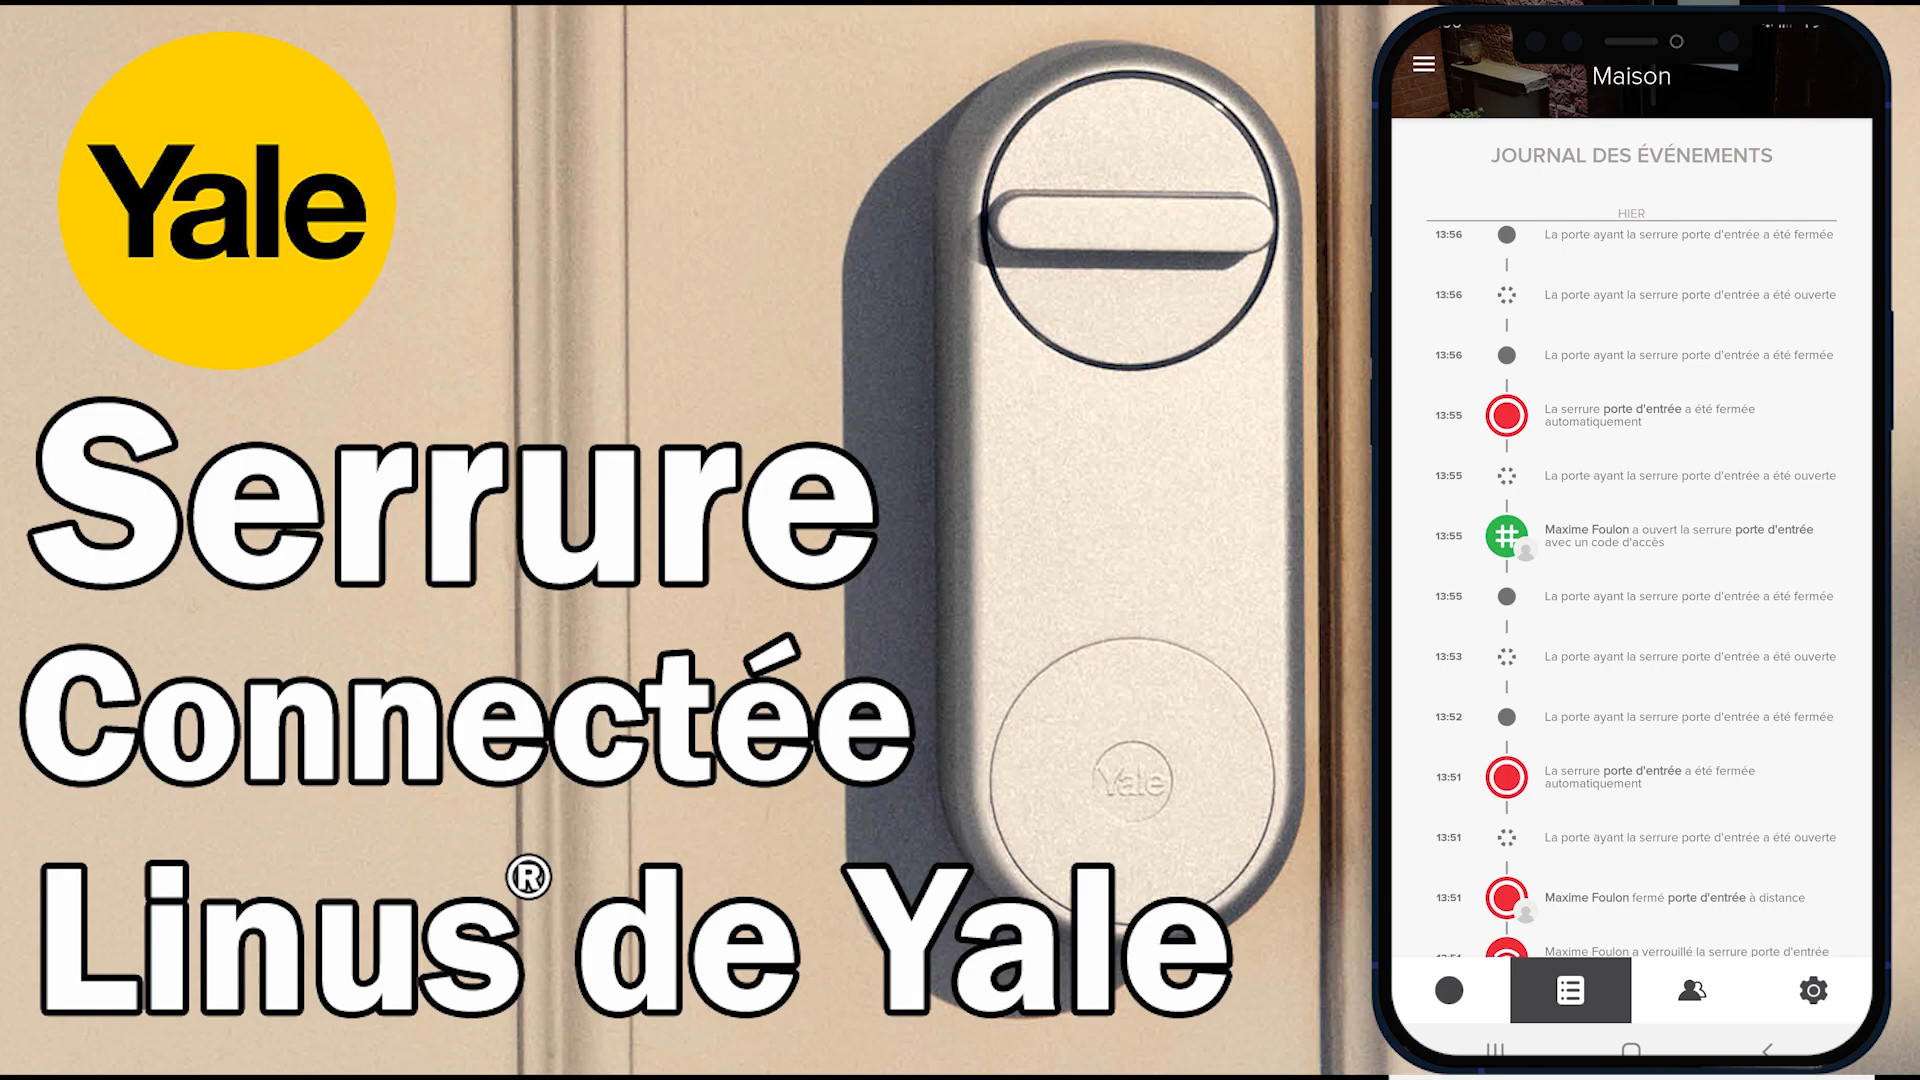 Yale
Serrure
Connectée
Linus® de Yale
Yale
Maison
JOURNAL DES ÉVÉNEMENTS
HIER
13:56 La porte ayant la serrure porte d'entrée a été fermée
13:56 La porte ayant la serrure porte d'entrée a été ouverte
13:56 La porte ayant la serrure porte d'entrée a été fermée
13:55 La serrure porte d'entrée a été fermée
automatiquement
13:55 La porte ayant la serrure porte d'entrée a été ouverte
13:55 Maxime Foulon a ouvert la serrure porte d'entrée
avec un code d'accès
13:55 La porte ayant la serrure porte d'entrée a été fermée
13:53 La porte ayant la serrure porte d'entrée a été ouverte
13:52 La porte ayant la serrure porte d'entrée a été fermée
13:51 La serrure porte d'entrée a été fermée
automatiquement
13:51 La porte ayant la serrure porte d'entrée a été ouverte
13:51 Maxime Foulon fermé porte d'entrée à distance
Maxime Foulon a verrouillé la serrure porte d'entrée